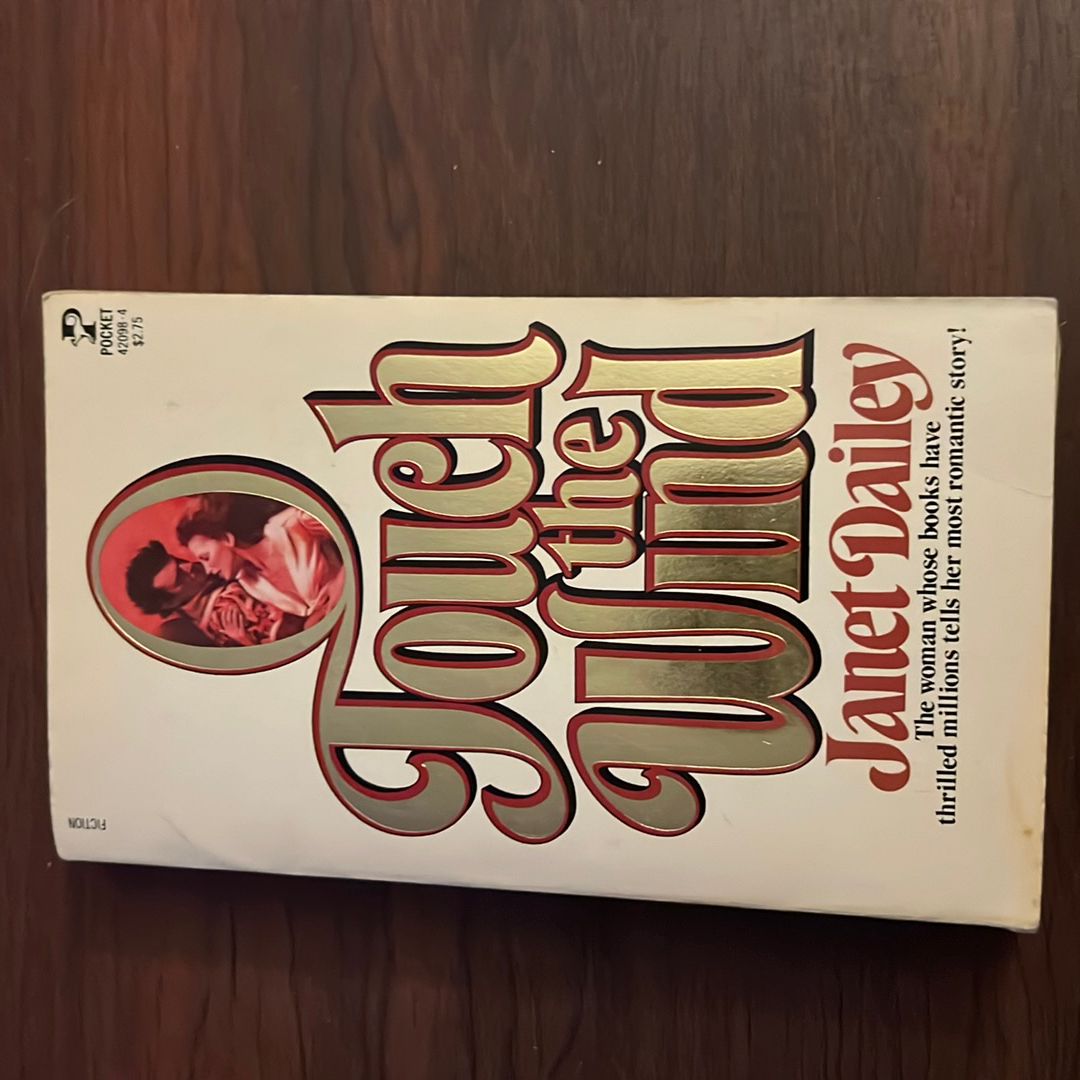 FICTION
POCKET
42098-4
$2.75
Touch
the
Wind
Janet Dailey
The woman whose books have
thrilled millions tells her most romantic story!